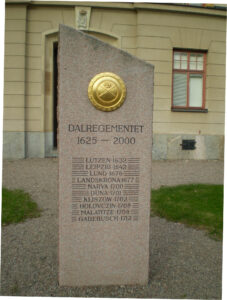 DALREGEMENTET
1625 — 2000
LÜTZEN 1632
LEIPZIG 1642
LUND 1676
LANDSKRONA 1677
NARVA 1700
DÜNA 1701
KLISZOW 1702
HOLOVCZIN 1708
MALATITZE 1708
GADEBUSCH 1712